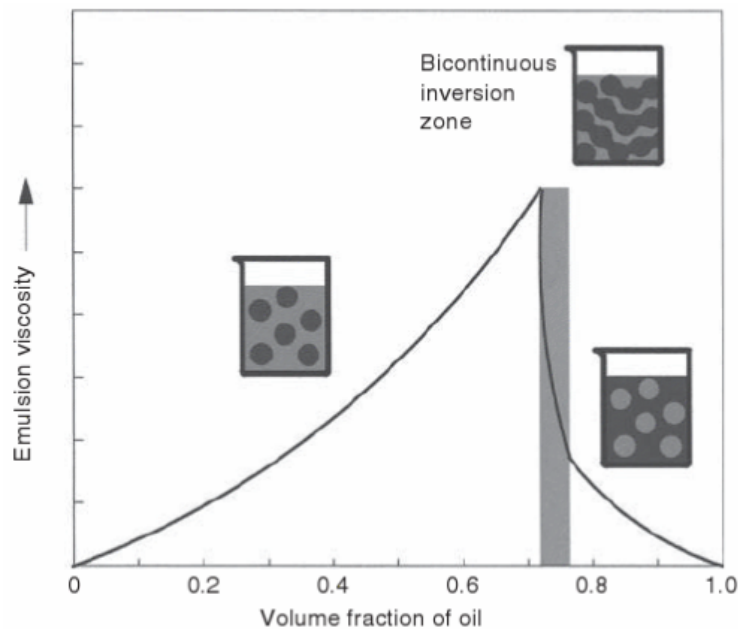 Bicontinuous
inversion
zone
Emulsion viscosity
0
0.2
0.4
0.6
0.8
1.0
Volume fraction of oil